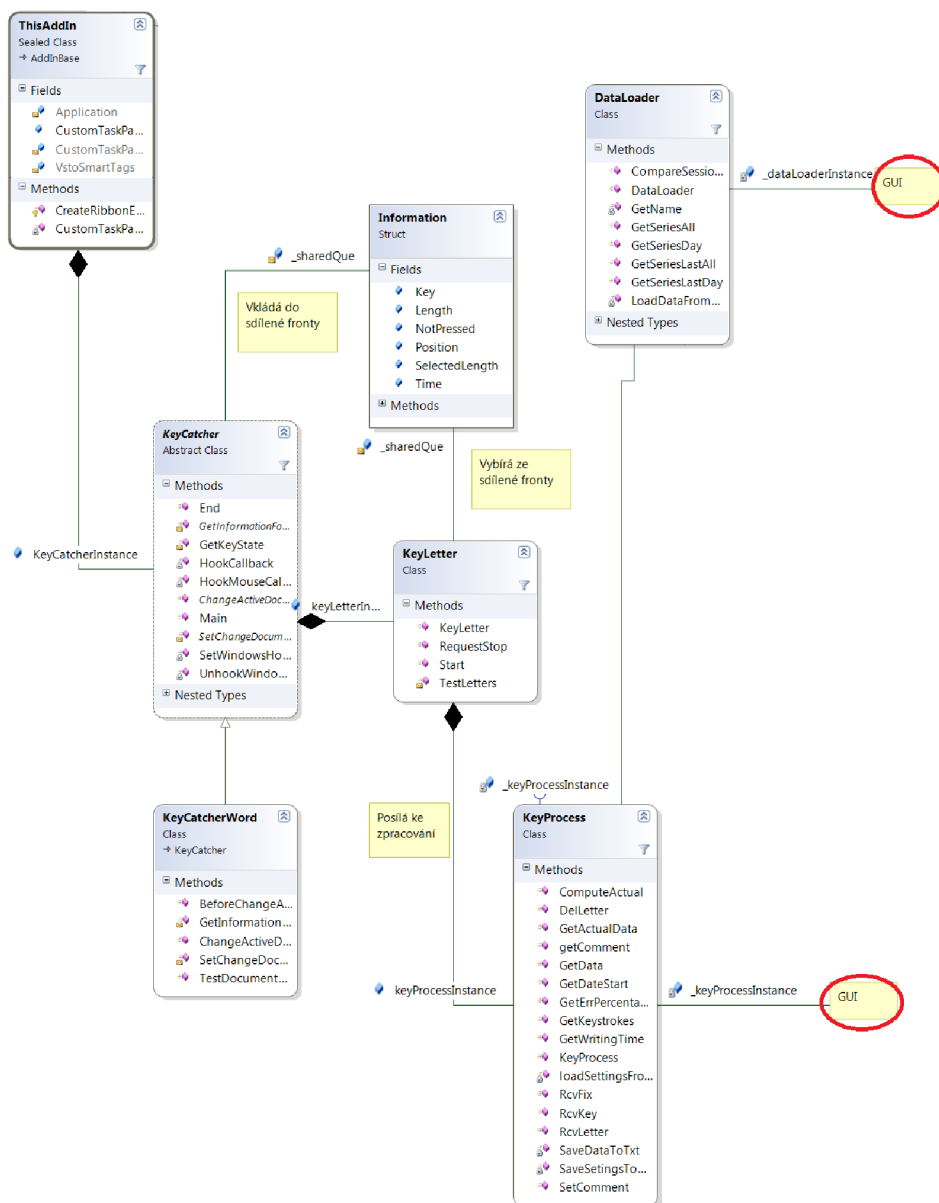 ThisAddIn
Sealed Class
AddInBase
Fields
Application
CustomTaskPa...
CustomTaskPa...
VstoSmartTags
Methods
CreateRibbonE...
CustomTaskPa...
DataLoader
Class
Methods
CompareSessio...
DataLoader
GetName
GetSeriesAll
GetSeriesDay
GetSeriesLastAll
GetSeriesLastDay
LoadDataFrom...
Nested Types
_dataLoaderInstance
GUI
Information
Struct
Fields
Key
Length
NotPressed
Position
SelectedLength
Time
Methods
_sharedQue
Vkládá do
sdílené fronty
_sharedQue
Vybírá ze
sdílené fronty
KeyCatcher
Abstract Class
Methods
End
GetInformationFo...
GetKeyState
HookCallback
HookMouseCal...
ChangeActiveDoc...
Main
SetChangeDocum...
SetWindowsHo...
UnhookWindo...
Nested Types
KeyCatcherInstance
keyLetterIn...
KeyLetter
Class
Methods
KeyLetter
RequestStop
Start
TestLetters
KeyCatcherWord
Class
KeyCatcher
Methods
BeforeChangeA...
GetInformation...
ChangeActiveD...
SetChangeDoc...
TestDocument...
Posílá ke
zpracování
_keyProcessInstance
KeyProcess
Class
Methods
ComputeActual
DelLetter
GetActualData
getComment
GetData
GetDateStart
GetErrPercenta...
GetKeystrokes
GetWritingTime
KeyProcess
loadSettingsFro...
RcvFix
RcvKey
RcvLetter
SaveDataToTxt
SaveSetingsTo...
SetComment
keyProcessInstance
_keyProcessInstance
GUI